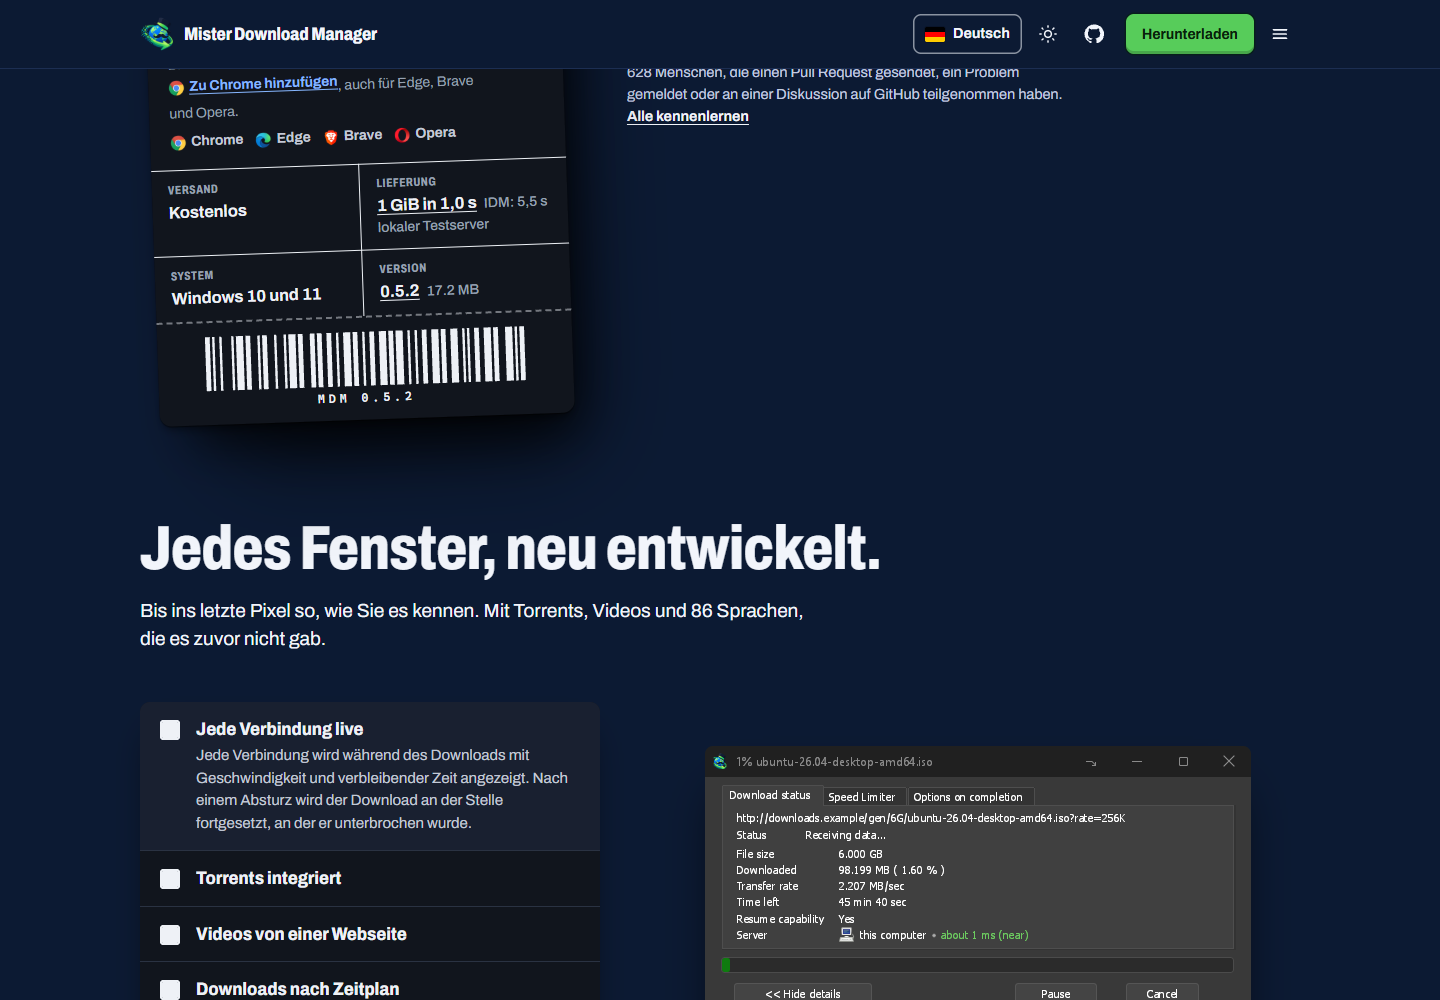 Mister Download Manager
Deutsch
Herunterladen
Zu Chrome hinzufügen, auch für Edge, Brave
und Opera.
Chrome Edge Brave Opera
VERSAND
Kostenlos
LIEFERUNG
1 GiB in 1,0 s IDM: 5,5 s
lokaler Testserver
SYSTEM
Windows 10 und 11
VERSION
0.5.2 17.2 MB
MDM 0.5.2
628 Menschen, die einen Pull Request gesendet, ein Problem
gemeldet oder an einer Diskussion auf GitHub teilgenommen haben.
Alle kennenlernen
Jedes Fenster, neu entwickelt.
Bis ins letzte Pixel so, wie Sie es kennen. Mit Torrents, Videos und 86 Sprachen,
die es zuvor nicht gab.
Jede Verbindung live
Jede Verbindung wird während des Downloads mit
Geschwindigkeit und verbleibender Zeit angezeigt. Nach
einem Absturz wird der Download an der Stelle
fortgesetzt, an der er unterbrochen wurde.
Torrents integriert
Videos von einer Webseite
Downloads nach Zeitplan
1% ubuntu-26.04-desktop-amd64.iso
Download status Speed Limiter Options on completion
http://downloads.example/gen/6G/ubuntu-26.04-desktop-amd64.iso?rate=256K
Status Receiving data...
File size 6.000 GB
Downloaded 98.199 MB ( 1.60 % )
Transfer rate 2.207 MB/sec
Time left 45 min 40 sec
Resume capability Yes
Server this computer • about 1 ms (near)
<< Hide details Pause Cancel